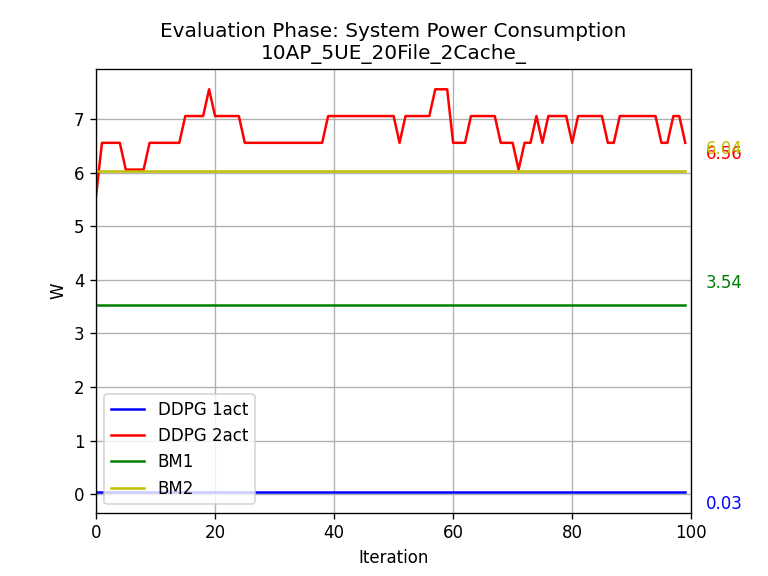 Evaluation Phase: System Power Consumption
10AP_5UE_20File_2Cache_
W
7
6
5
4
3
2
1
0
0 20 40 60 80 100
Iteration
DDPG 1act
DDPG 2act
BM1
BM2
6.04
6.56
3.54
0.03